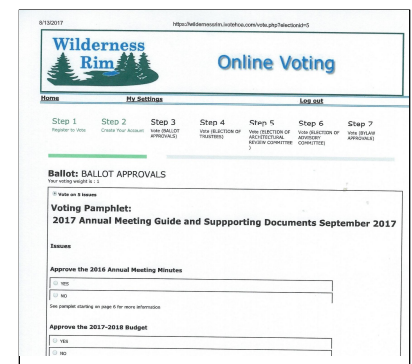 8/13/2017
https://wildernessrim.ivotehoa.com/vote.php?electionid=5
Wilderness
Rim
Online Voting
Home
My Settings
Log out
Step 1
Step 2
Step 3
Step 4
Step 5
Step 6
Step 7
Register to Vote
Create Your Account
Vote (BALLOT
APPROVALS)
Vote (ELECTION OF
TRUSTEES)
Vote (ELECTION OF
ARCHITECTURAL
REVIEW COMMITTEE
)
Vote (ELECTION OF
ADVISORY
COMMITTEE)
Vote (BYLAW
APPROVALS)
Ballot: BALLOT APPROVALS
Your voting weight is : 1
Vote on 5 issues
Voting Pamphlet:
2017 Annual Meeting Guide and Suppporting Documents September 2017
Issues
Approve the 2016 Annual Meeting Minutes
YES
NO
See pamplet starting on page 6 for more information
Approve the 2017-2018 Budget
YES
NO